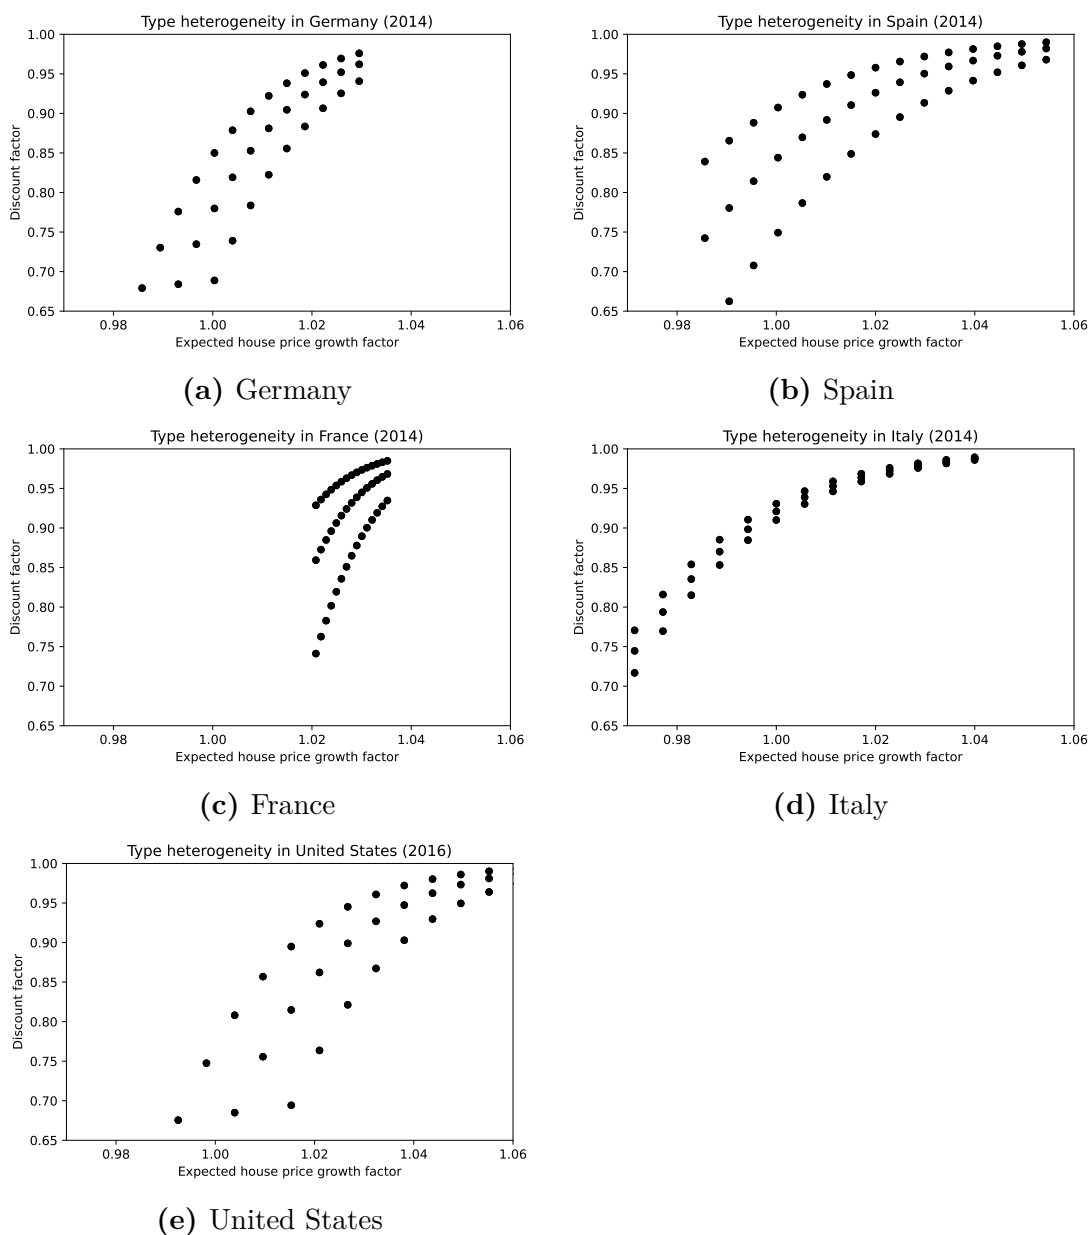 Type heterogeneity in Germany (2014)
1.00
0.95
0.90
0.85
0.80
0.75
0.70
0.65
Discount factor
0.98 1.00 1.02 1.04 1.06
Expected house price growth factor
(a) Germany
Type heterogeneity in Spain (2014)
1.00
0.95
0.90
0.85
0.80
0.75
0.70
0.65
Discount factor
0.98 1.00 1.02 1.04 1.06
Expected house price growth factor
(b) Spain
Type heterogeneity in France (2014)
1.00
0.95
0.90
0.85
0.80
0.75
0.70
0.65
Discount factor
0.98 1.00 1.02 1.04 1.06
Expected house price growth factor
(c) France
Type heterogeneity in Italy (2014)
1.00
0.95
0.90
0.85
0.80
0.75
0.70
0.65
Discount factor
0.98 1.00 1.02 1.04 1.06
Expected house price growth factor
(d) Italy
Type heterogeneity in United States (2016)
1.00
0.95
0.90
0.85
0.80
0.75
0.70
0.65
Discount factor
0.98 1.00 1.02 1.04 1.06
Expected house price growth factor
(e) United States